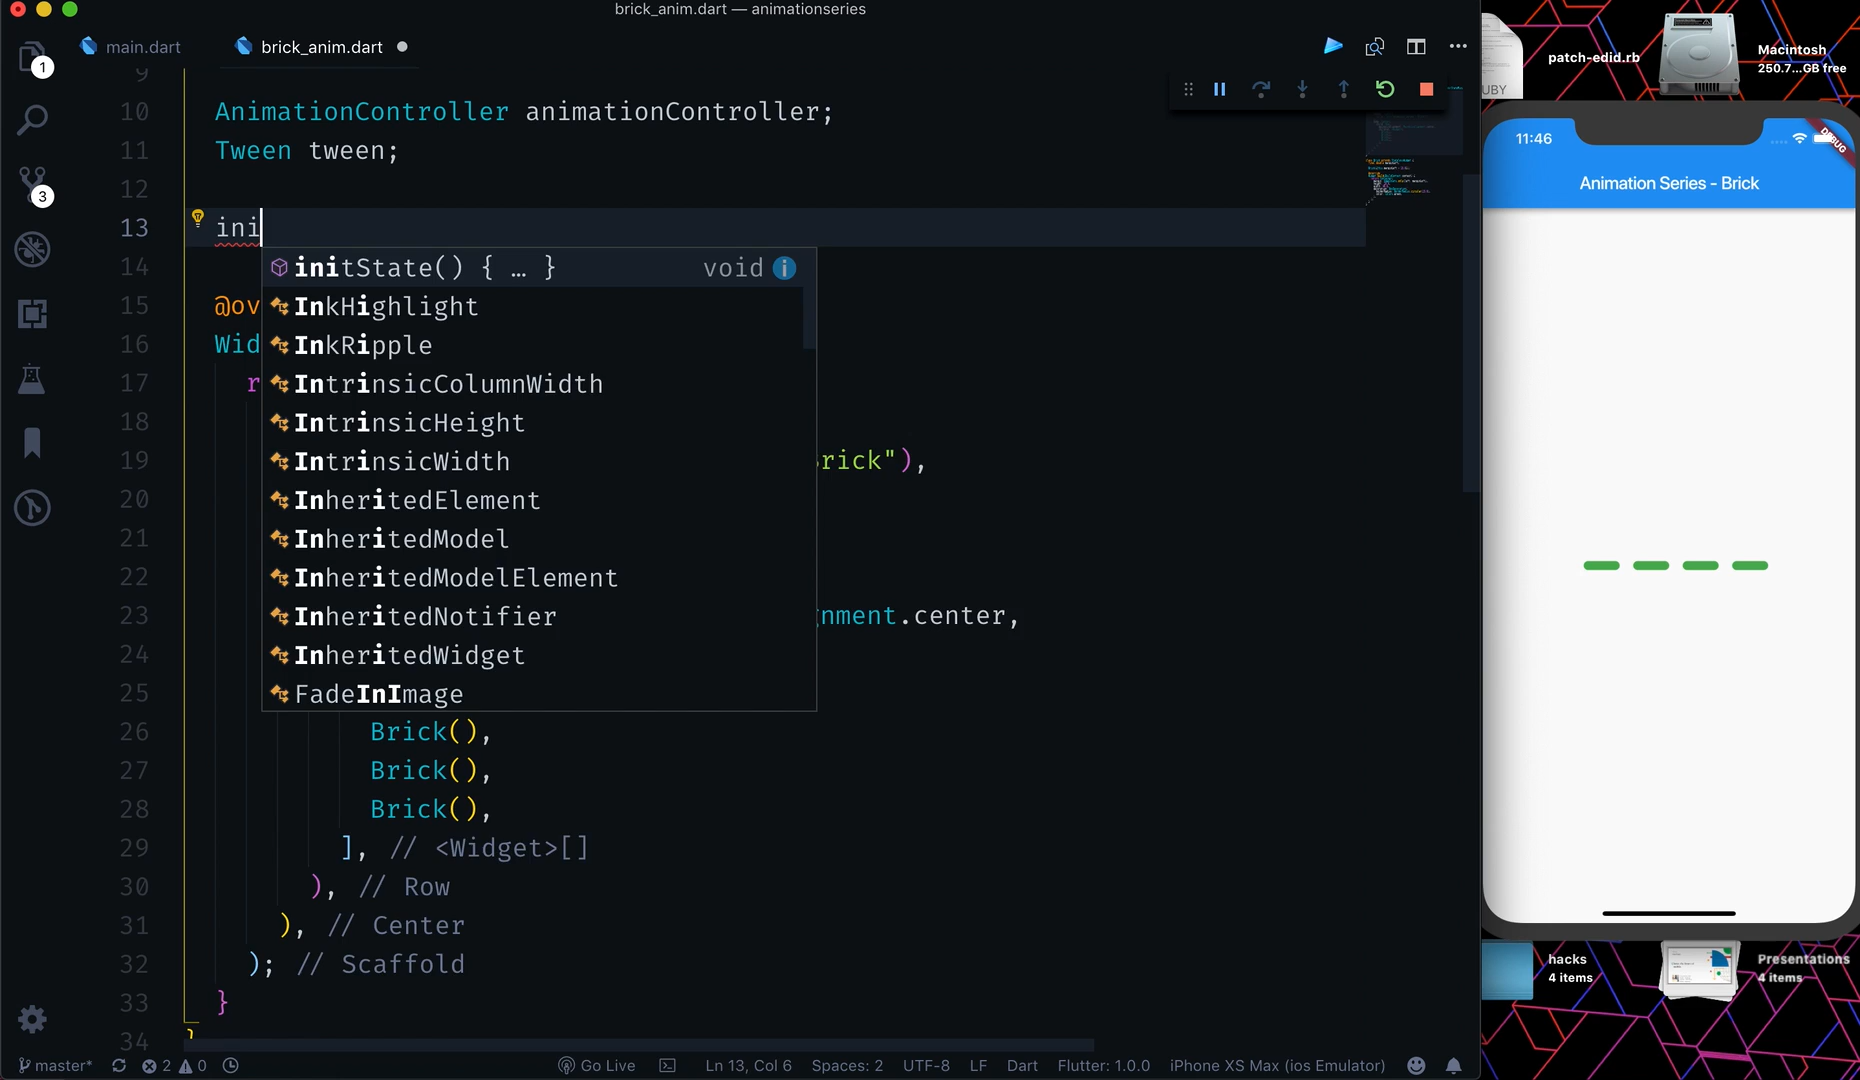 brick_anim.dart — animationseries
main.dart
brick_anim.dart
1
3
9
10 AnimationController animationController;
11 Tween tween;
12
13 ini
initState() { … } void
14 InkHighlight
15 @ov InkRipple
16 Wid IntrinsicColumnWidth
17 r IntrinsicHeight
18 IntrinsicWidth
19 rick"),
20 InheritedElement
21 InheritedModel
22 InheritedModelElement
23 InheritedNotifier nment.center,
24 InheritedWidget
25 FadeInImage
26 Brick(),
27 Brick(),
28 Brick(),
29 ], // <Widget>[]
30 ), // Row
31 ), // Center
32 ); // Scaffold
33 }
34
master* 2 0 Go Live Ln 13, Col 6 Spaces: 2 UTF-8 LF Dart Flutter: 1.0.0 iPhone XS Max (ios Emulator)
UBY
patch-edid.rb
Macintosh
250.7...GB free
11:46
DEBUG
Animation Series - Brick
hacks
4 items
Presentations
4 items